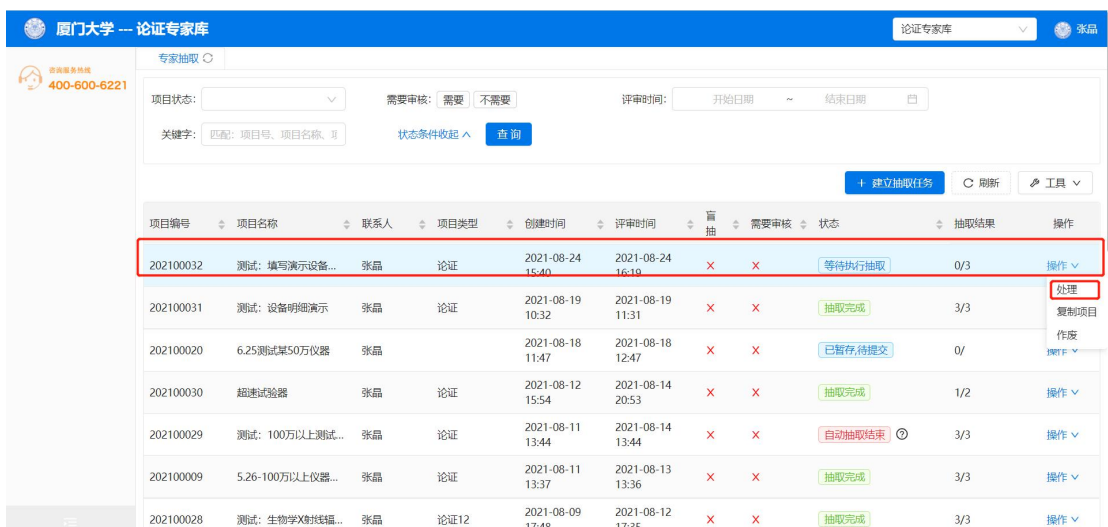 厦门大学 --- 论证专家库
论证专家库
张晶
咨询服务热线
400-600-6221
专家抽取
项目状态：
需要审核： 需要 不需要
评审时间： 开始日期 ~ 结束日期
关键字： 匹配：项目号、项目名称、项
状态条件收起
查 询
+ 建立抽取任务 刷新 工具
项目编号 项目名称 联系人 项目类型 创建时间 评审时间 盲抽 需要审核 状态 抽取结果 操作
202100032 测试：填写演示设备... 张晶 论证 2021-08-24 15:40 2021-08-24 16:19 × × 等待执行抽取 0/3 操作
处理
复制项目
作废
202100031 测试：设备明细演示 张晶 论证 2021-08-19 10:32 2021-08-19 11:31 × × 抽取完成 3/3
202100020 6.25测试某50万仪器 张晶 2021-08-18 11:47 2021-08-18 12:47 × × 已暂存,待提交 0/ 操作
202100030 超速试验器 张晶 论证 2021-08-12 15:54 2021-08-14 20:53 × × 抽取完成 1/2 操作
202100029 测试：100万以上测试... 张晶 论证 2021-08-11 13:44 2021-08-14 13:44 × × 自动抽取结束 3/3 操作
202100009 5.26-100万以上仪器... 张晶 论证 2021-08-11 13:37 2021-08-13 13:36 × × 抽取完成 3/3 操作
202100028 测试：生物学X射线辐... 张晶 论证12 2021-08-09 17:48 2021-08-12 17:35 × × 抽取完成 3/3 操作